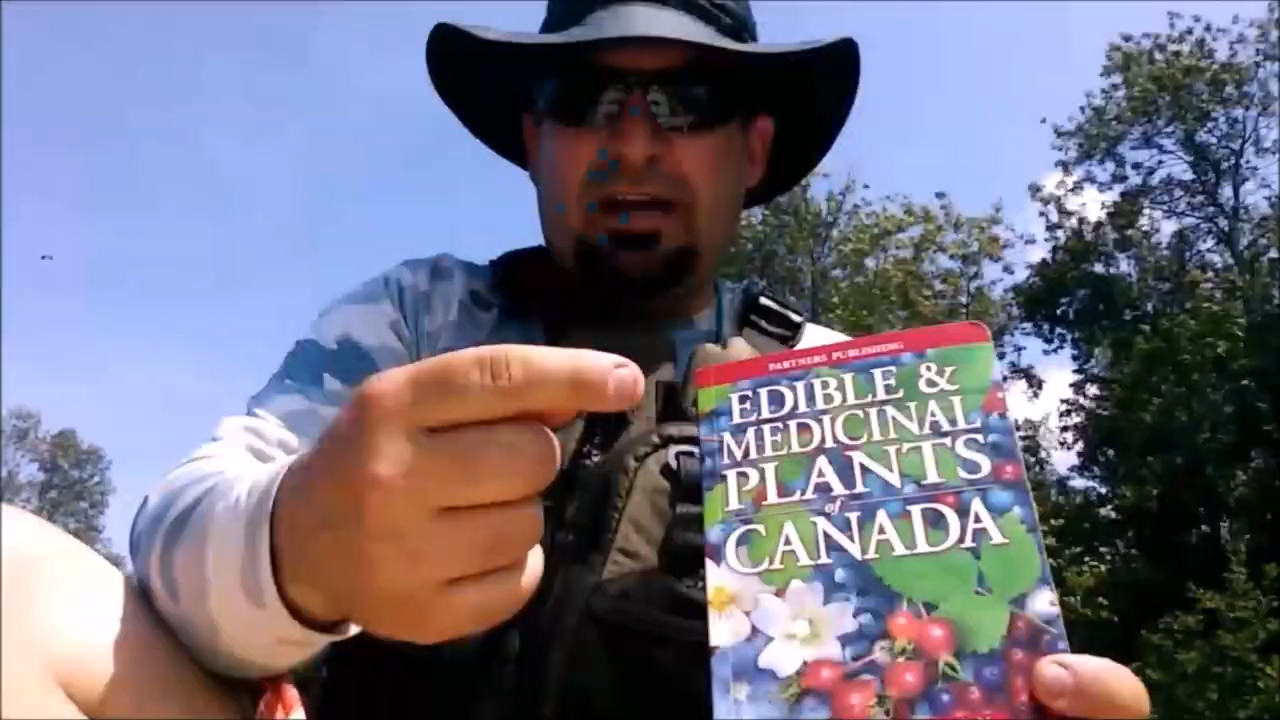 PARTNERS PUBLISHING
EDIBLE &
MEDICINAL
PLANTS
of
CANADA